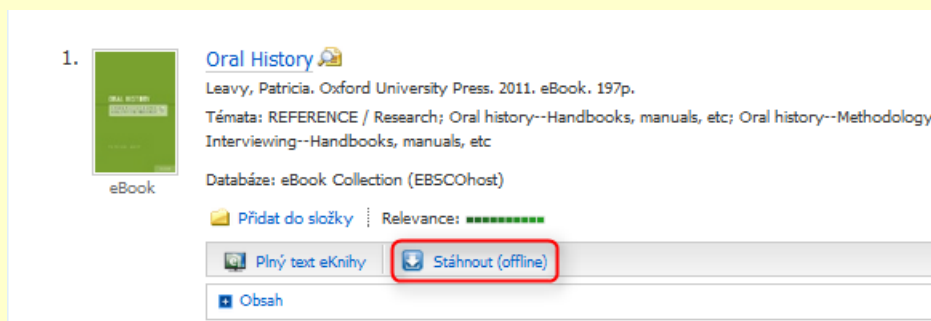 1.
Oral History
Leavy, Patricia. Oxford University Press. 2011. eBook. 197p.
Témata: REFERENCE / Research; Oral history--Handbooks, manuals, etc; Oral history--Methodology
Interviewing--Handbooks, manuals, etc
eBook
Databáze: eBook Collection (EBSCOhost)
Přidat do složky
Relevance:
Plný text eKnihy
Stáhnout (offline)
Obsah